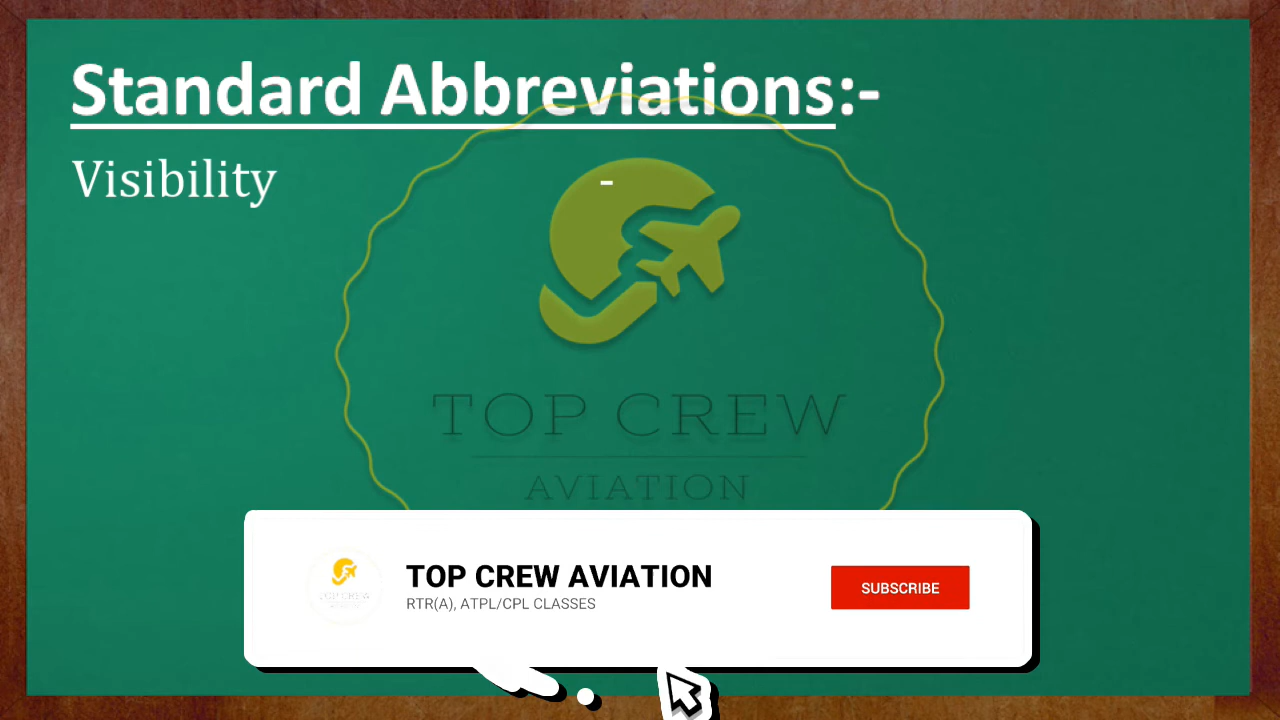 Standard Abbreviations:-
Visibility -
TOP CREW
AVIATION
TOP CREW AVIATION
RTR(A), ATPL/CPL CLASSES
SUBSCRIBE